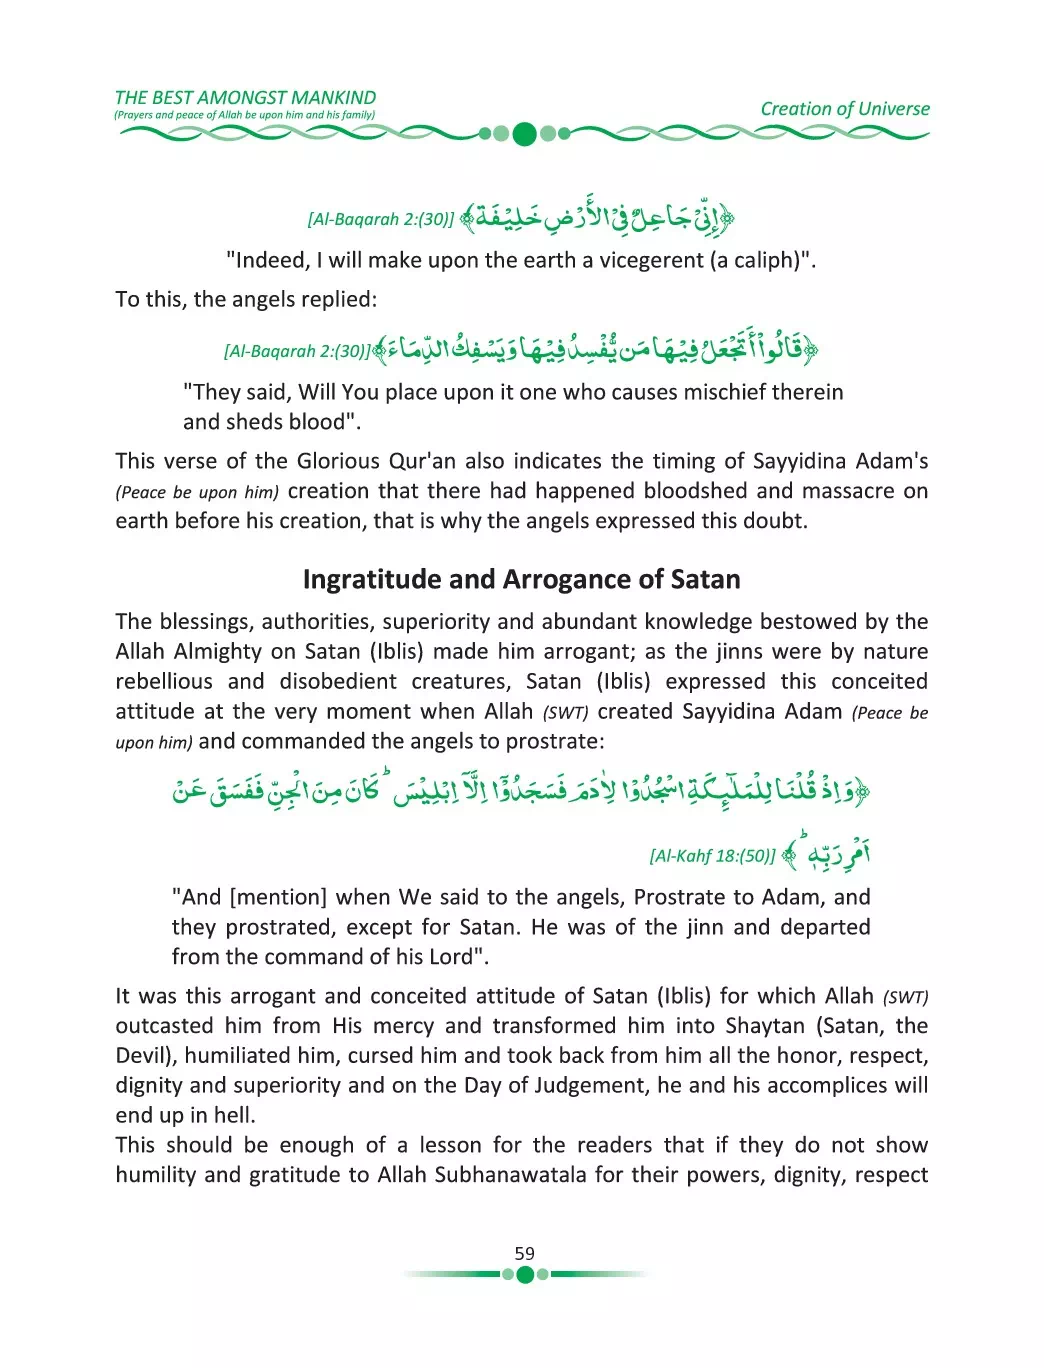 THE BEST AMONGST MANKIND
(Prayers and peace of Allah be upon him and his family)
Creation of Universe
﴿إِنِّيْ جَاعِلٌ فِي الأَرْضِ خَلِيْفَة﴾ [Al-Baqarah 2:(30)]
"Indeed, I will make upon the earth a vicegerent (a caliph)".
To this, the angels replied:
﴿قَالُواْ أَتَجْعَلُ فِيْهَا مَن يُّفْسِدُ فِيْهَا وَيَسْفِكُ الدِّمَاءَ﴾[Al-Baqarah 2:(30)]
"They said, Will You place upon it one who causes mischief therein
and sheds blood".
This verse of the Glorious Qur'an also indicates the timing of Sayyidina Adam's
(Peace be upon him) creation that there had happened bloodshed and massacre on
earth before his creation, that is why the angels expressed this doubt.
Ingratitude and Arrogance of Satan
The blessings, authorities, superiority and abundant knowledge bestowed by the
Allah Almighty on Satan (Iblis) made him arrogant; as the jinns were by nature
rebellious and disobedient creatures, Satan (Iblis) expressed this conceited
attitude at the very moment when Allah (SWT) created Sayyidina Adam (Peace be
upon him) and commanded the angels to prostrate:
﴿وَاِذْ قُلْنَا لِلْمَلٰٓئِكَةِ اسْجُدُوْا لِاٰدَمَ فَسَجَدُوْٓا اِلَّآ اِبْلِيْسَ ؕ كَانَ مِنَ الْجِنِّ فَفَسَقَ عَنْ
اَمْرِ رَبِّهٖ ؕ ﴾ [Al-Kahf 18:(50)]
"And [mention] when We said to the angels, Prostrate to Adam, and
they prostrated, except for Satan. He was of the jinn and departed
from the command of his Lord".
It was this arrogant and conceited attitude of Satan (Iblis) for which Allah (SWT)
outcasted him from His mercy and transformed him into Shaytan (Satan, the
Devil), humiliated him, cursed him and took back from him all the honor, respect,
dignity and superiority and on the Day of Judgement, he and his accomplices will
end up in hell.
This should be enough of a lesson for the readers that if they do not show
humility and gratitude to Allah Subhanawatala for their powers, dignity, respect
59